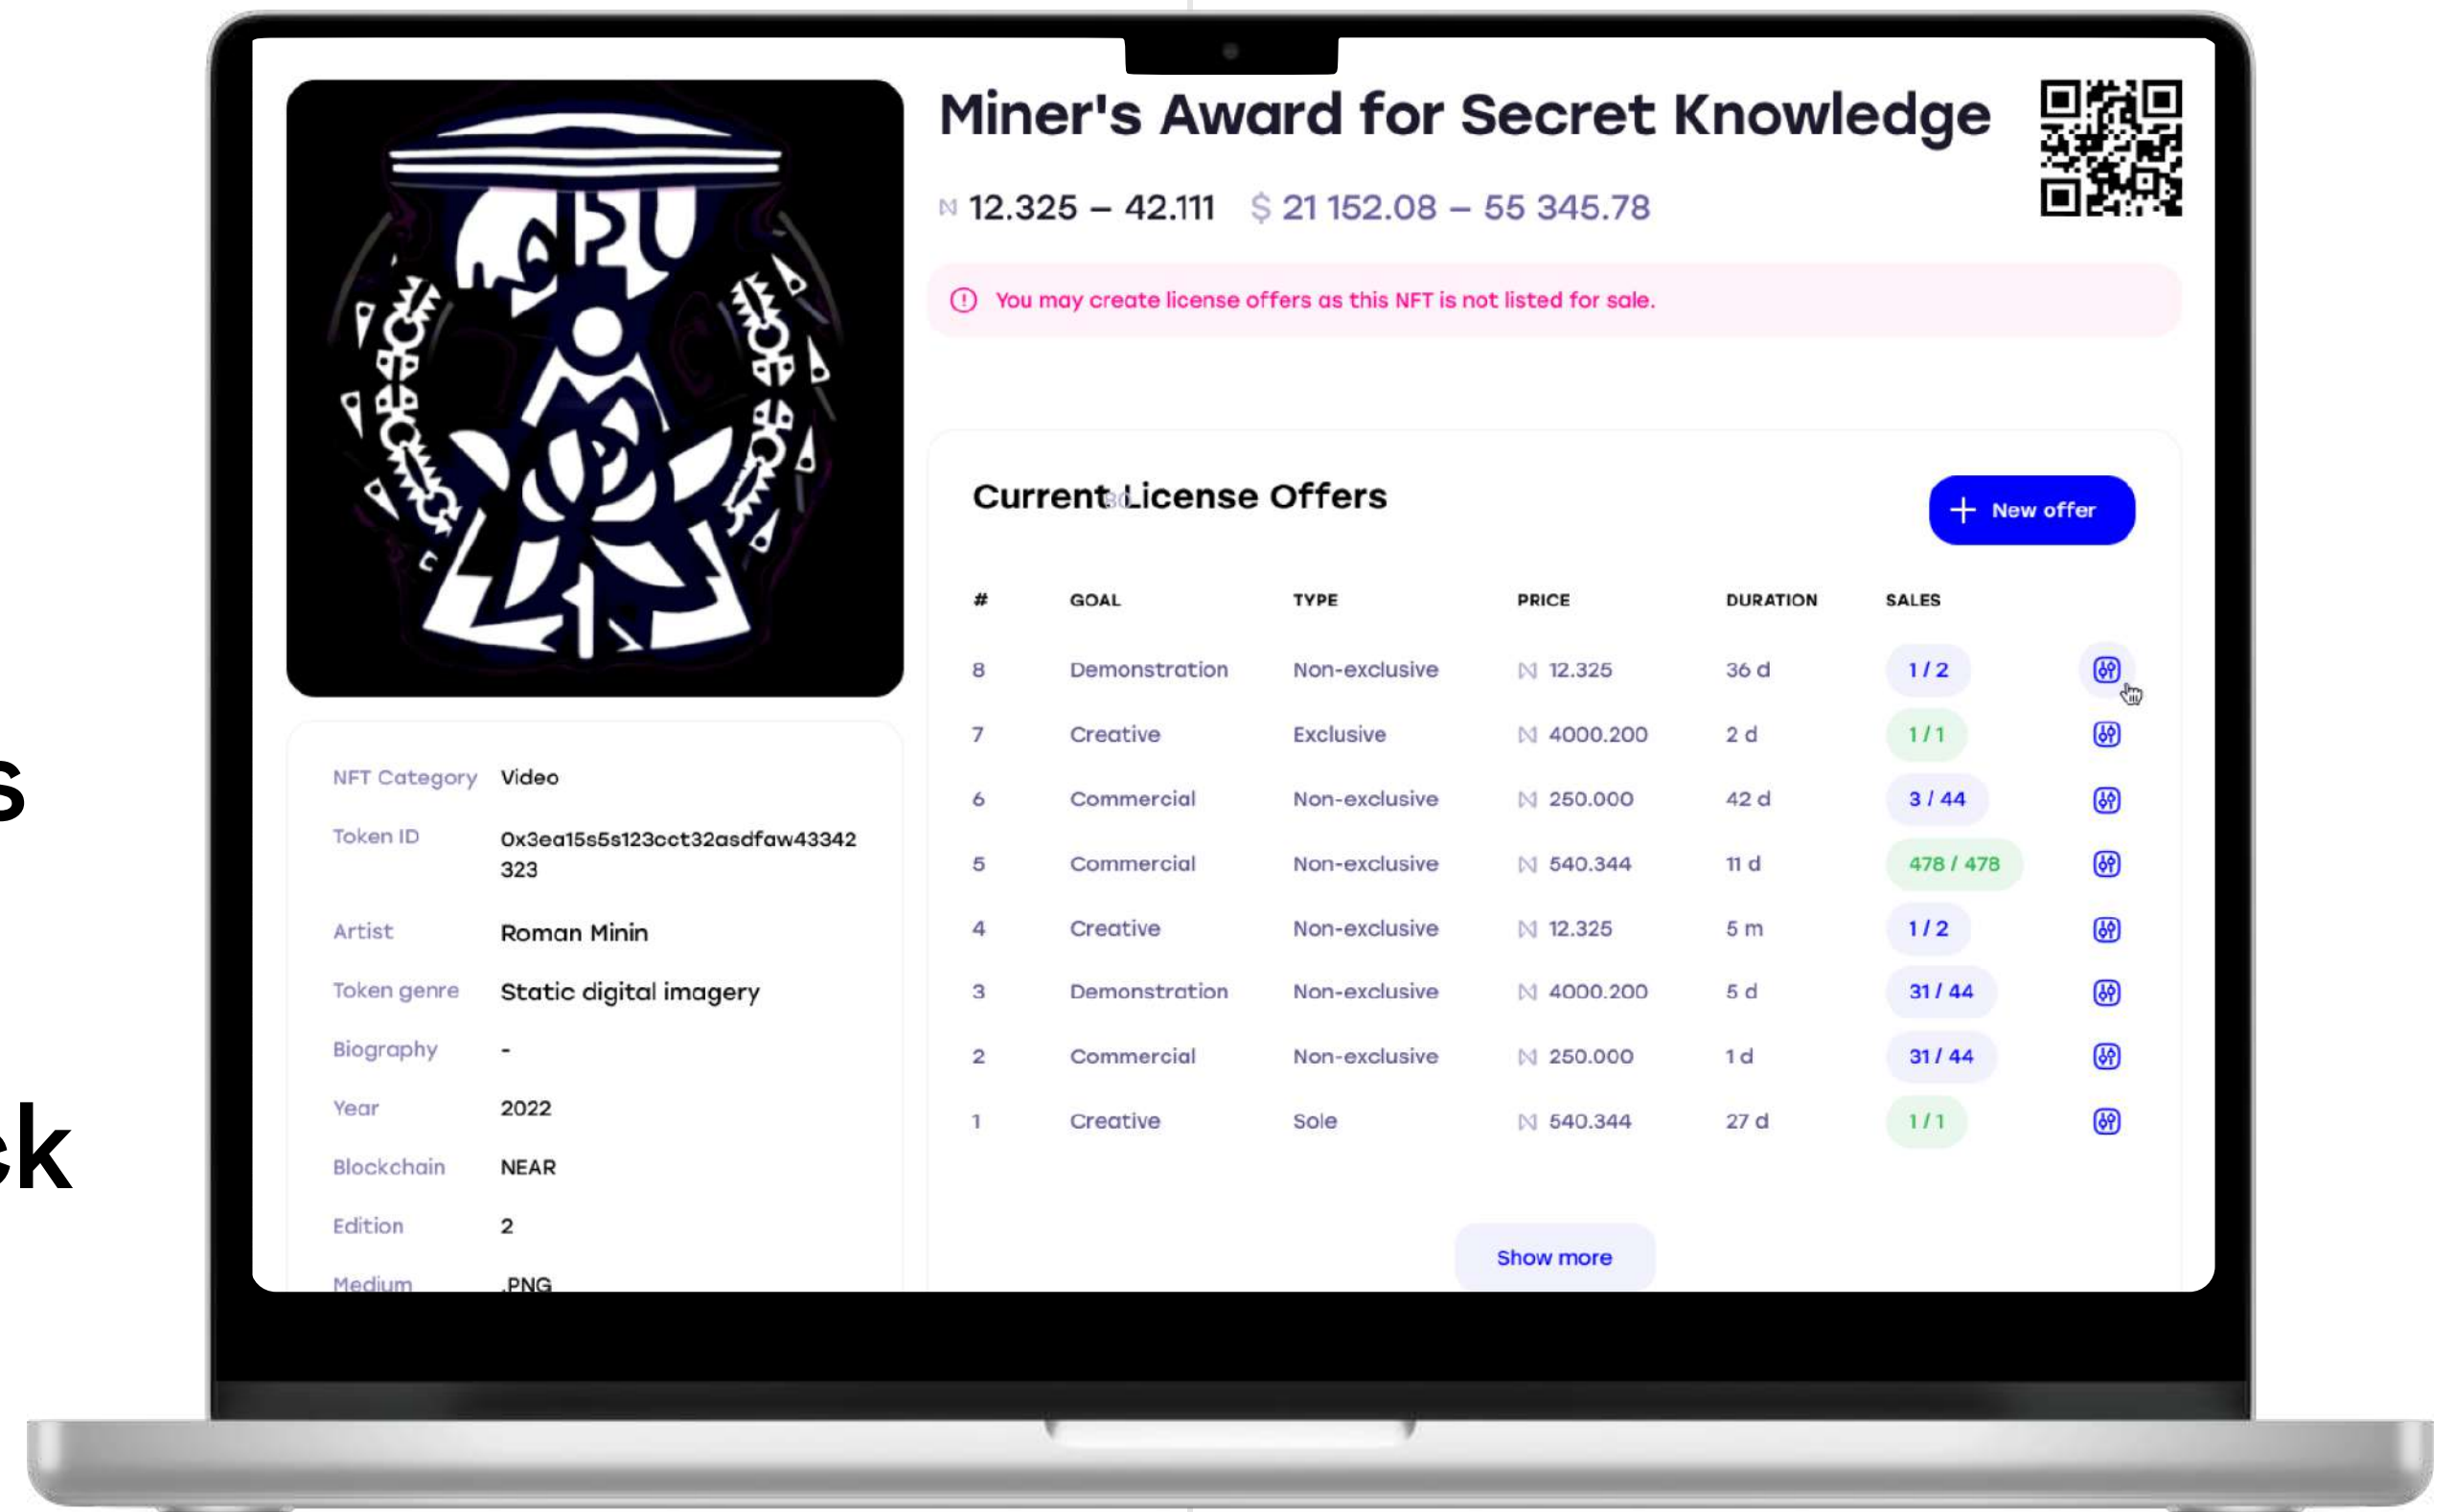 s
ck
Miner's Award for Secret Knowledge
12.325 – 42.111 $ 21 152.08 – 55 345.78
You may create license offers as this NFT is not listed for sale.
Current License Offers
80
+ New offer
# GOAL TYPE PRICE DURATION SALES
8 Demonstration Non-exclusive 12.325 36 d 1 / 2
7 Creative Exclusive 4000.200 2 d 1 / 1
6 Commercial Non-exclusive 250.000 42 d 3 / 44
5 Commercial Non-exclusive 540.344 11 d 478 / 478
4 Creative Non-exclusive 12.325 5 m 1 / 2
3 Demonstration Non-exclusive 4000.200 5 d 31 / 44
2 Commercial Non-exclusive 250.000 1 d 31 / 44
1 Creative Sole 540.344 27 d 1 / 1
Show more
NFT Category Video
Token ID 0x3ea15s5s123cct32asdfaw43342
323
Artist Roman Minin
Token genre Static digital imagery
Biography -
Year 2022
Blockchain NEAR
Edition 2
Medium .PNG